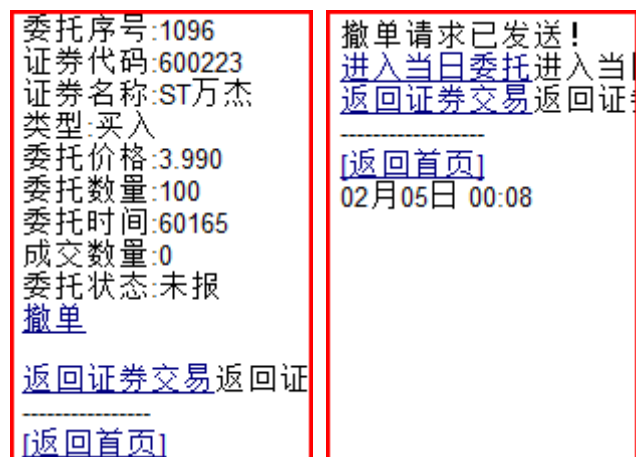 委托序号:1096
证券代码:600223
证券名称:ST万杰
类型:买入
委托价格:3.990
委托数量:100
委托时间:60165
成交数量:0
委托状态:未报
撤单
返回证券交易返回证
----------------
[返回首页]
撤单请求已发送!
进入当日委托进入当
返回证券交易返回证
------------------
[返回首页]
02月05日 00:08